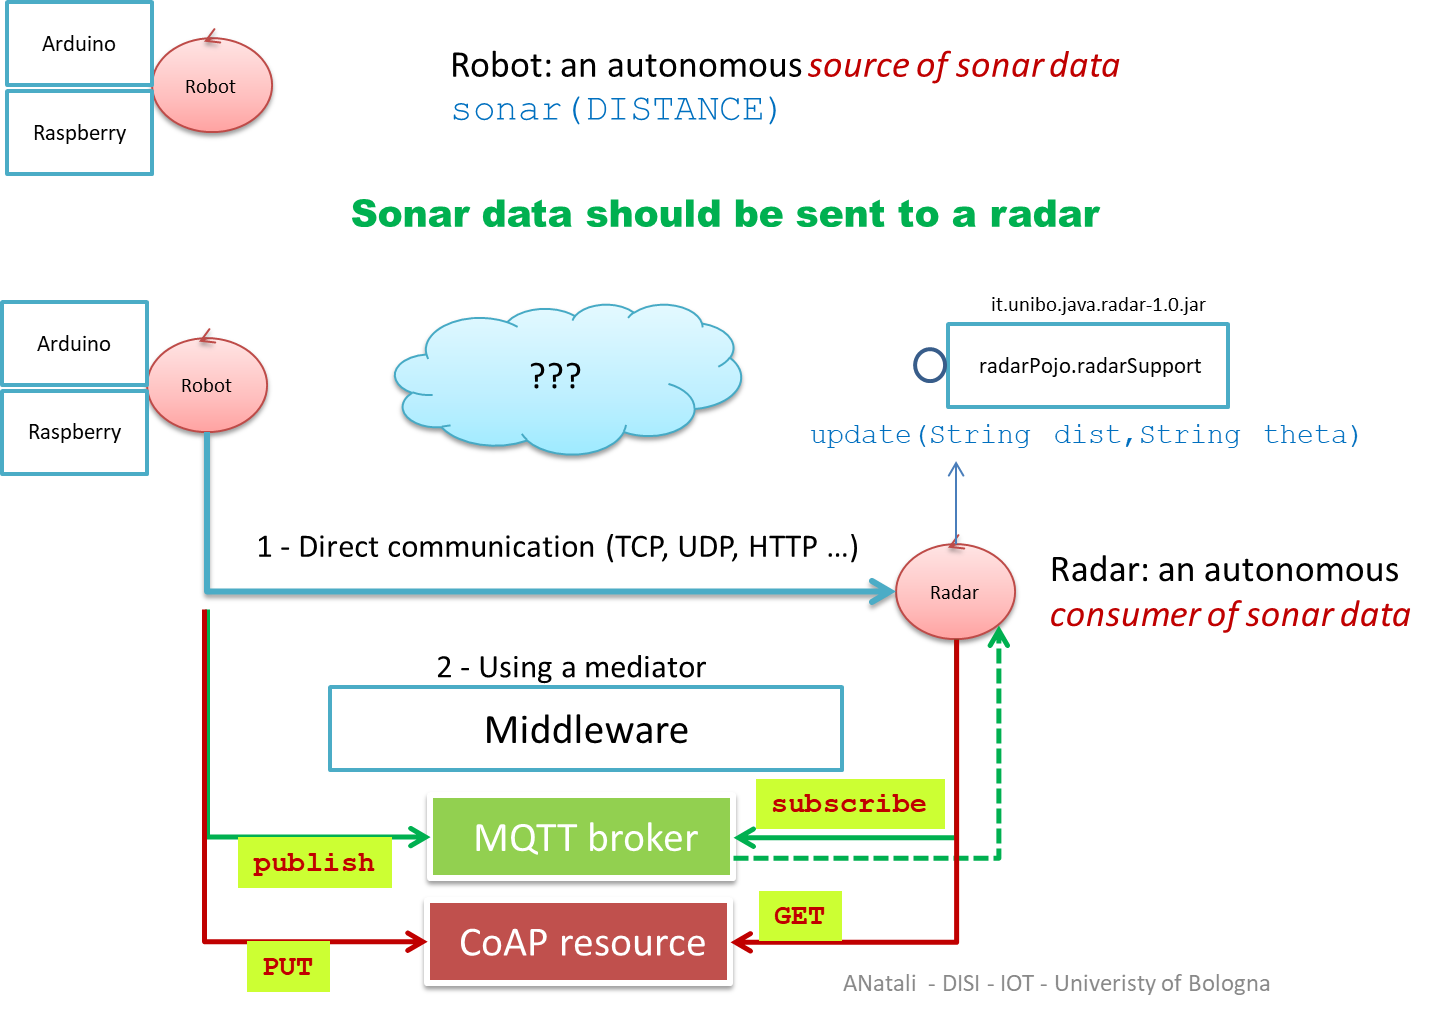 Arduino
Robot
Raspberry
Robot: an autonomous source of sonar data
sonar(DISTANCE)
Sonar data should be sent to a radar
Arduino
Robot
Raspberry
???
it.unibo.java.radar-1.0.jar
radarPojo.radarSupport
update(String dist,String theta)
1 - Direct communication (TCP, UDP, HTTP ...)
Radar
Radar: an autonomous
consumer of sonar data
2 - Using a mediator
Middleware
subscribe
MQTT broker
publish
GET
CoAP resource
PUT
ANatali - DISI - IOT - Univeristy of Bologna